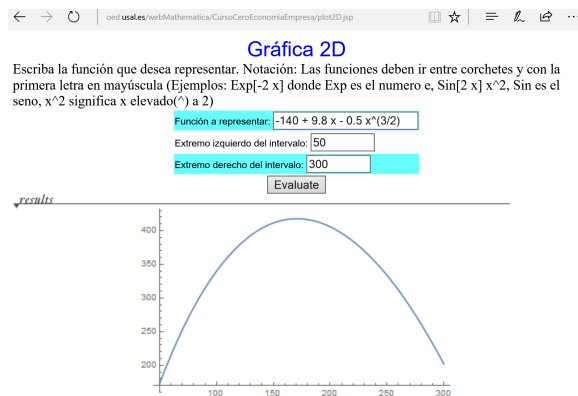 oed.usal.es/webMathematica/CursoCeroEconomiaEmpresa/plot2D.jsp
Gráfica 2D
Escriba la función que desea representar. Notación: Las funciones deben ir entre corchetes y con la
primera letra en mayúscula (Ejemplos: Exp[-2 x] donde Exp es el numero e, Sin[2 x] x^2, Sin es el
seno, x^2 significa x elevado(^) a 2)
Función a representar: -140 + 9.8 x - 0.5 x^(3/2)
Extremo izquierdo del intervalo: 50
Extremo derecho del intervalo: 300
Evaluate
results
400
350
300
250
200
100 150 200 250 300